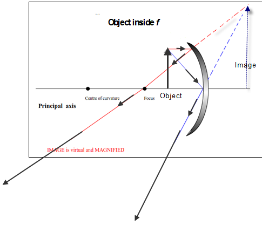 Object inside f
Image
Object
Centre of curvature
Focus
Principal axis
IMAGE is virtual and MAGNIFIED